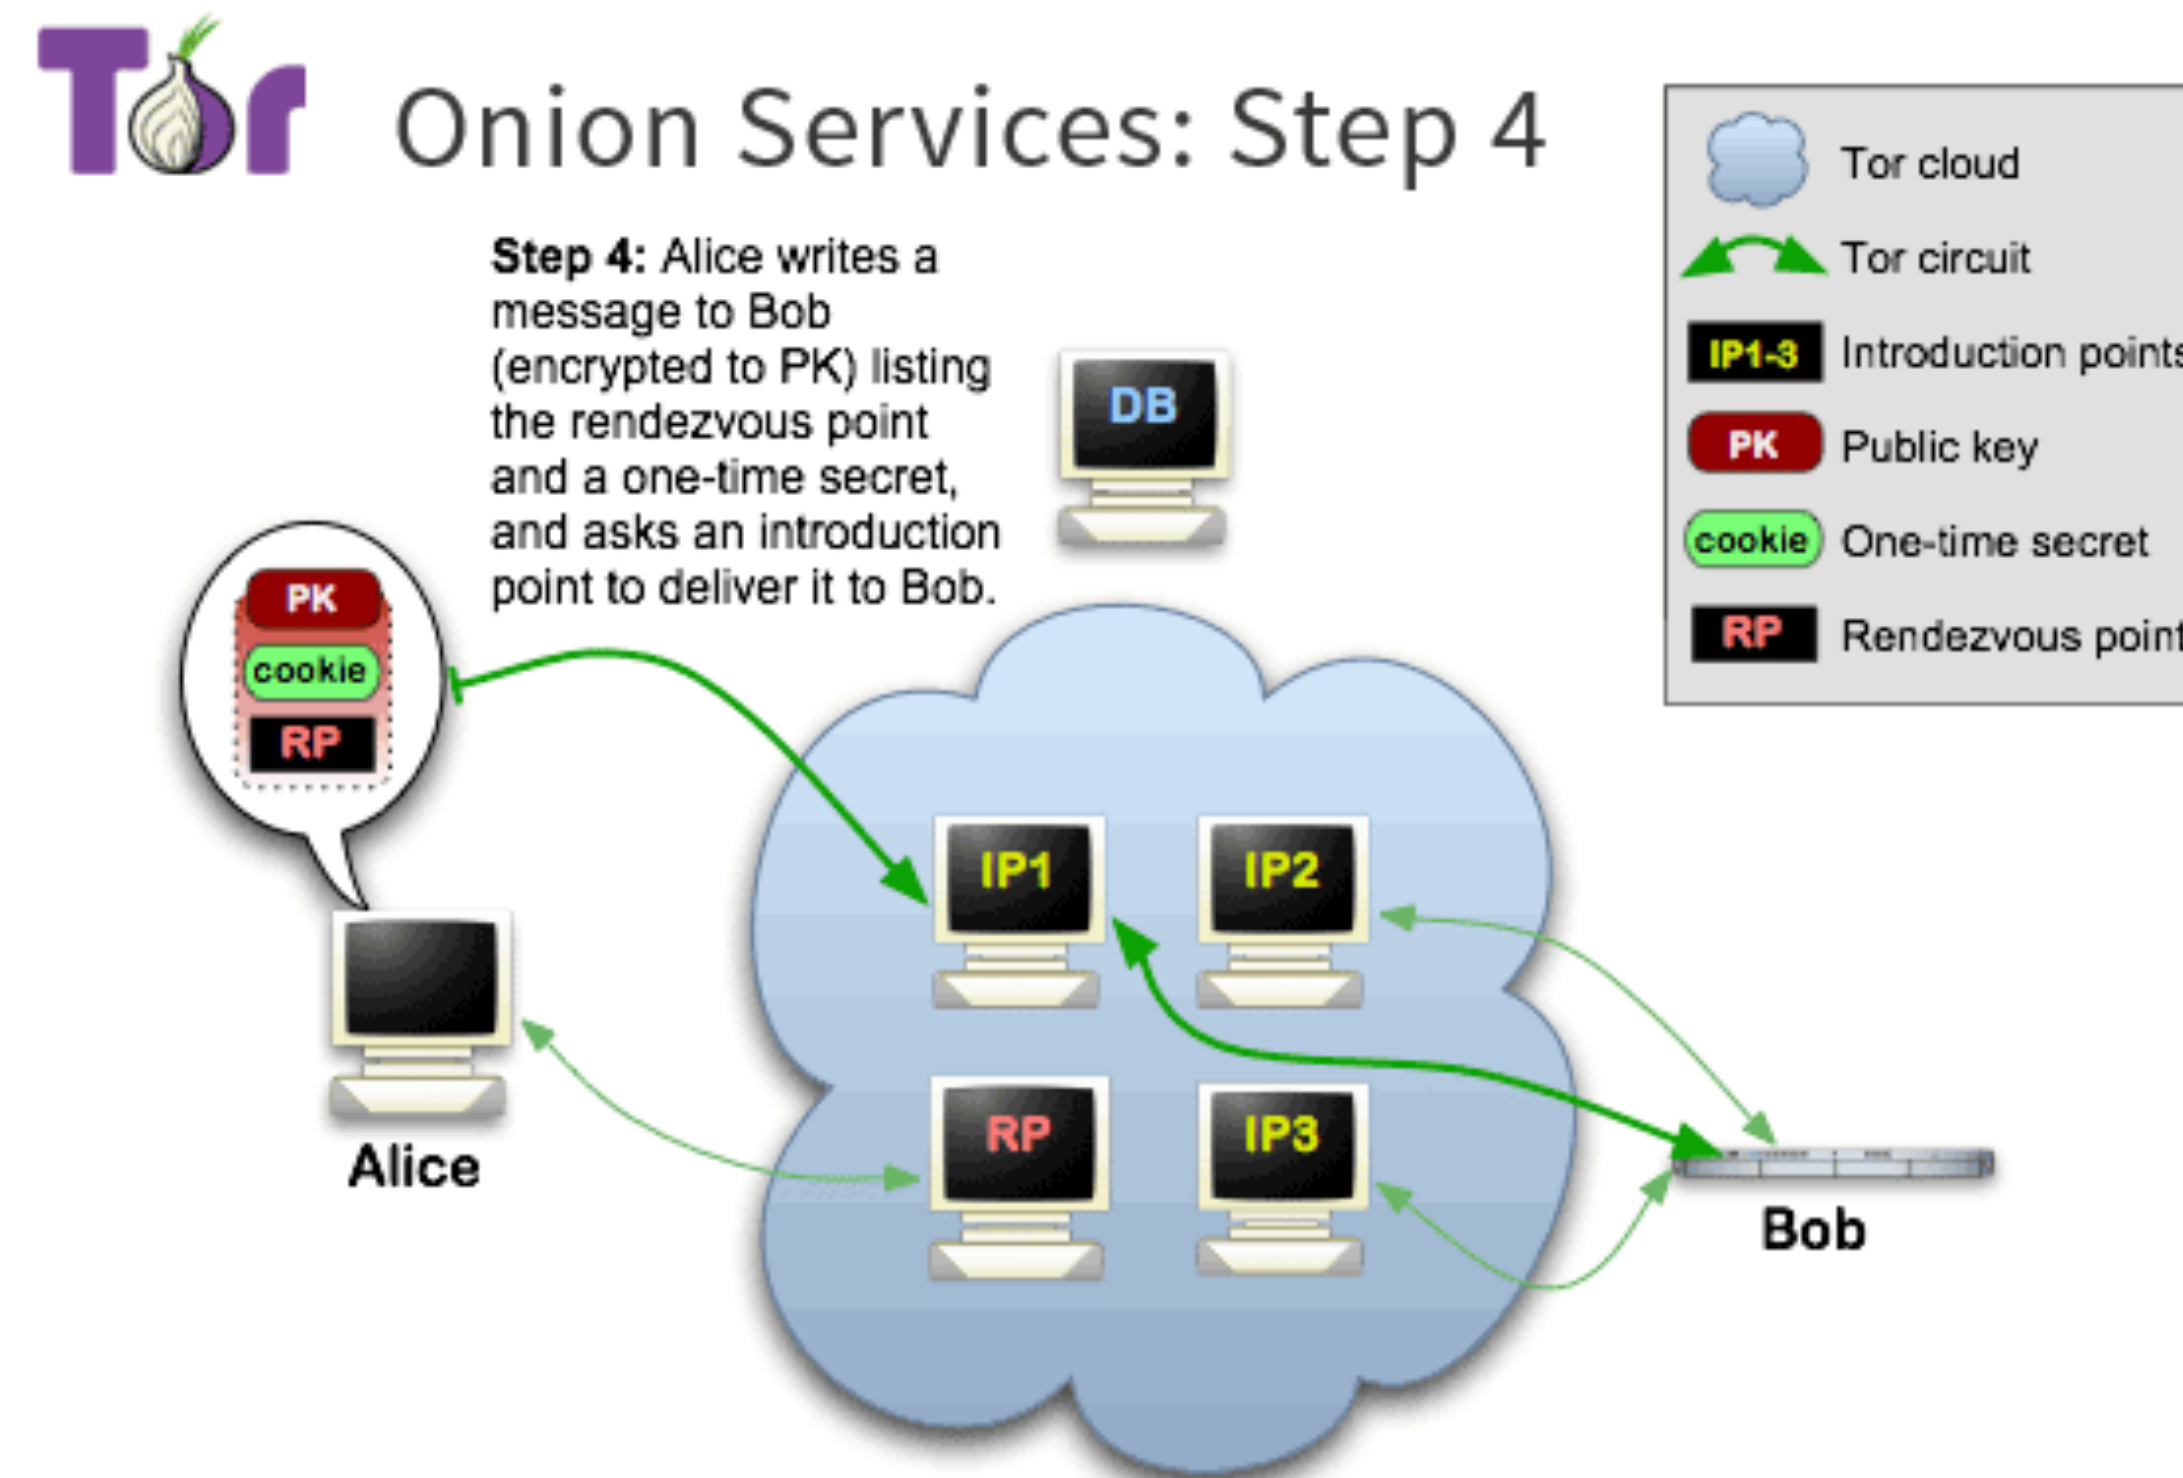 Tor
Onion Services: Step 4
Step 4: Alice writes a
message to Bob
(encrypted to PK) listing
the rendezvous point
and a one-time secret,
and asks an introduction
point to deliver it to Bob.
DB
Tor cloud
Tor circuit
IP1-3 Introduction points
PK Public key
cookie One-time secret
RP Rendezvous point
PK
cookie
RP
IP1
IP2
RP
IP3
Alice
Bob